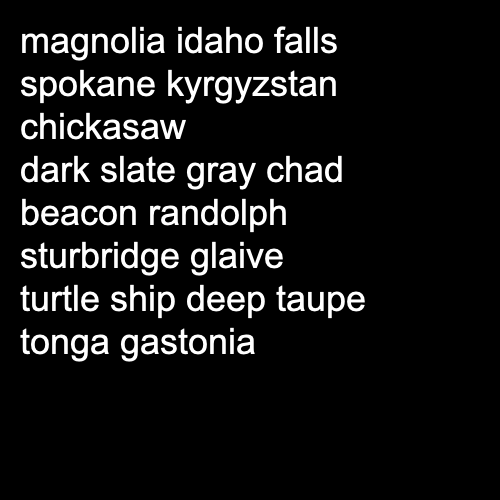 magnolia idaho falls
spokane kyrgyzstan
chickasaw
dark slate gray chad
beacon randolph
sturbridge glaive
turtle ship deep taupe
tonga gastonia